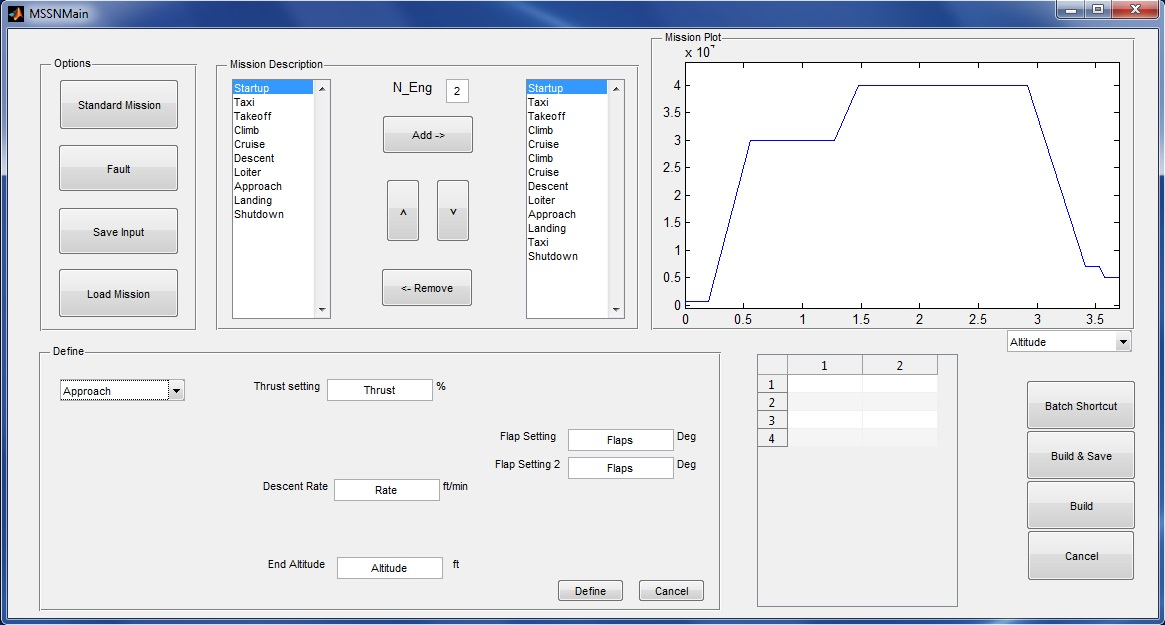 MSSNMain
Options
Standard Mission
Fault
Save Input
Load Mission
Mission Description
Startup
Taxi
Takeoff
Climb
Cruise
Descent
Loiter
Approach
Landing
Shutdown
N_Eng 2
Add ->
^ v
<- Remove
Startup
Taxi
Takeoff
Climb
Cruise
Climb
Cruise
Descent
Loiter
Approach
Landing
Taxi
Shutdown
Mission Plot
x 10^7
4
3.5
3
2.5
2
1.5
1
0.5
0
0 0.5 1 1.5 2 2.5 3 3.5
Altitude
Define
Approach
Thrust setting Thrust %
Flap Setting Flaps Deg
Flap Setting 2 Flaps Deg
Descent Rate Rate ft/min
End Altitude Altitude ft
Define Cancel
1 2
1
2
3
4
Batch Shortcut
Build & Save
Build
Cancel